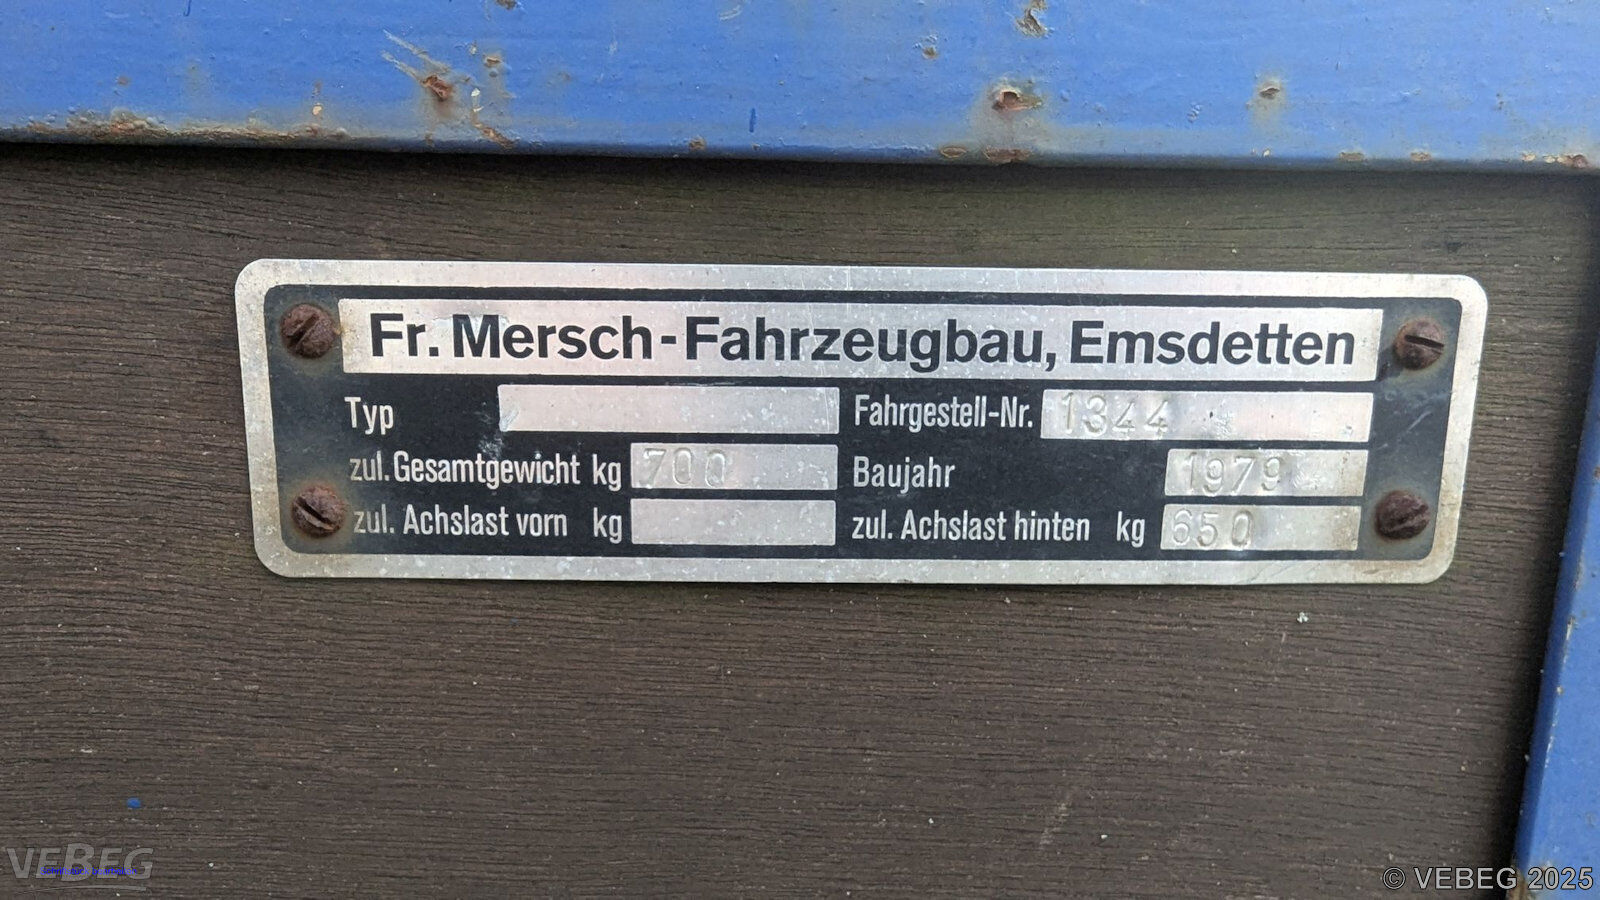 Fr. Mersch-Fahrzeugbau, Emsdetten
Typ Fahrgestell-Nr. 1344
zul. Gesamtgewicht kg 700 Baujahr 1979
zul. Achslast vorn kg zul. Achslast hinten kg 650
VEBEG
© VEBEG 2025